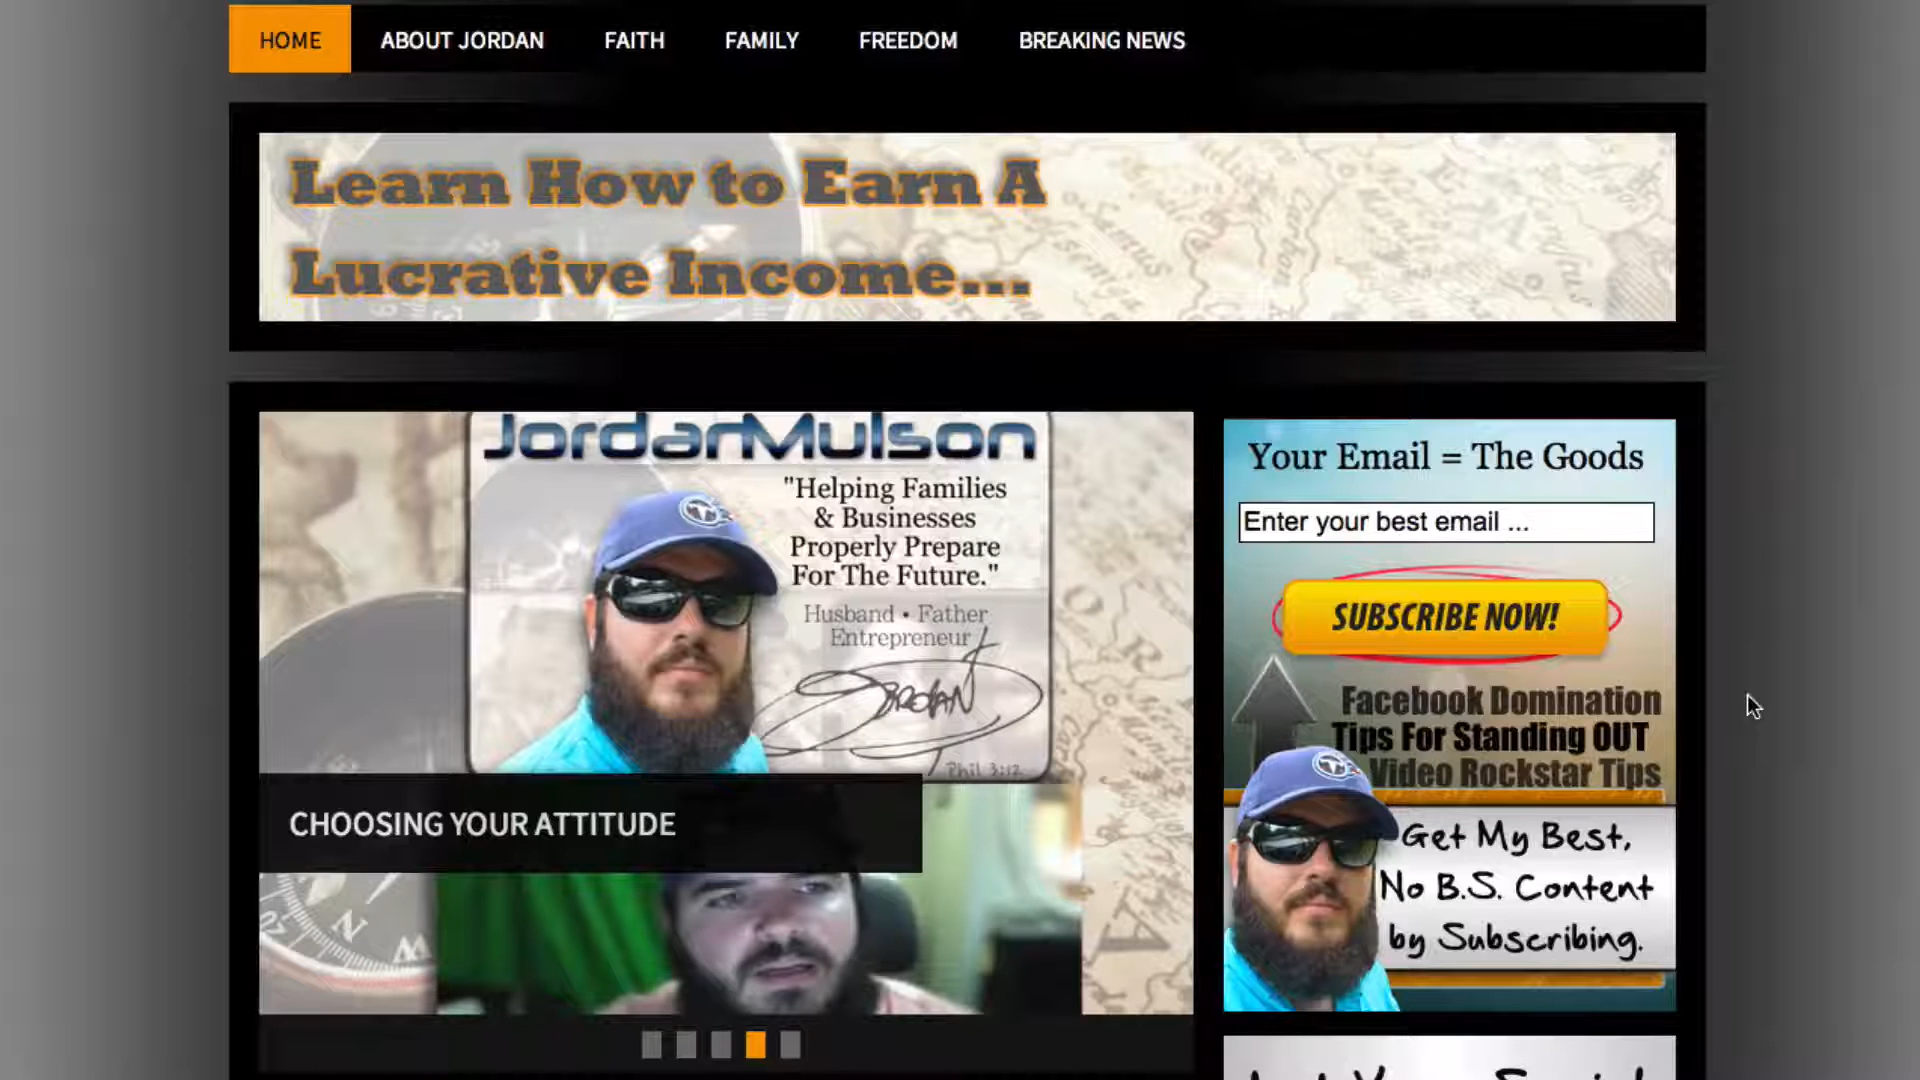 HOME ABOUT JORDAN FAITH FAMILY FREEDOM BREAKING NEWS
Learn How to Earn A
Lucrative Income...
JordanMulson
"Helping Families
& Businesses
Properly Prepare
For The Future."
Husband • Father
Entrepreneur
JORDAN
Phil 3:12
CHOOSING YOUR ATTITUDE
Your Email = The Goods
Enter your best email ...
SUBSCRIBE NOW!
Facebook Domination
Tips For Standing OUT
Video Rockstar Tips
Get My Best,
No B.S. Content
by Subscribing.